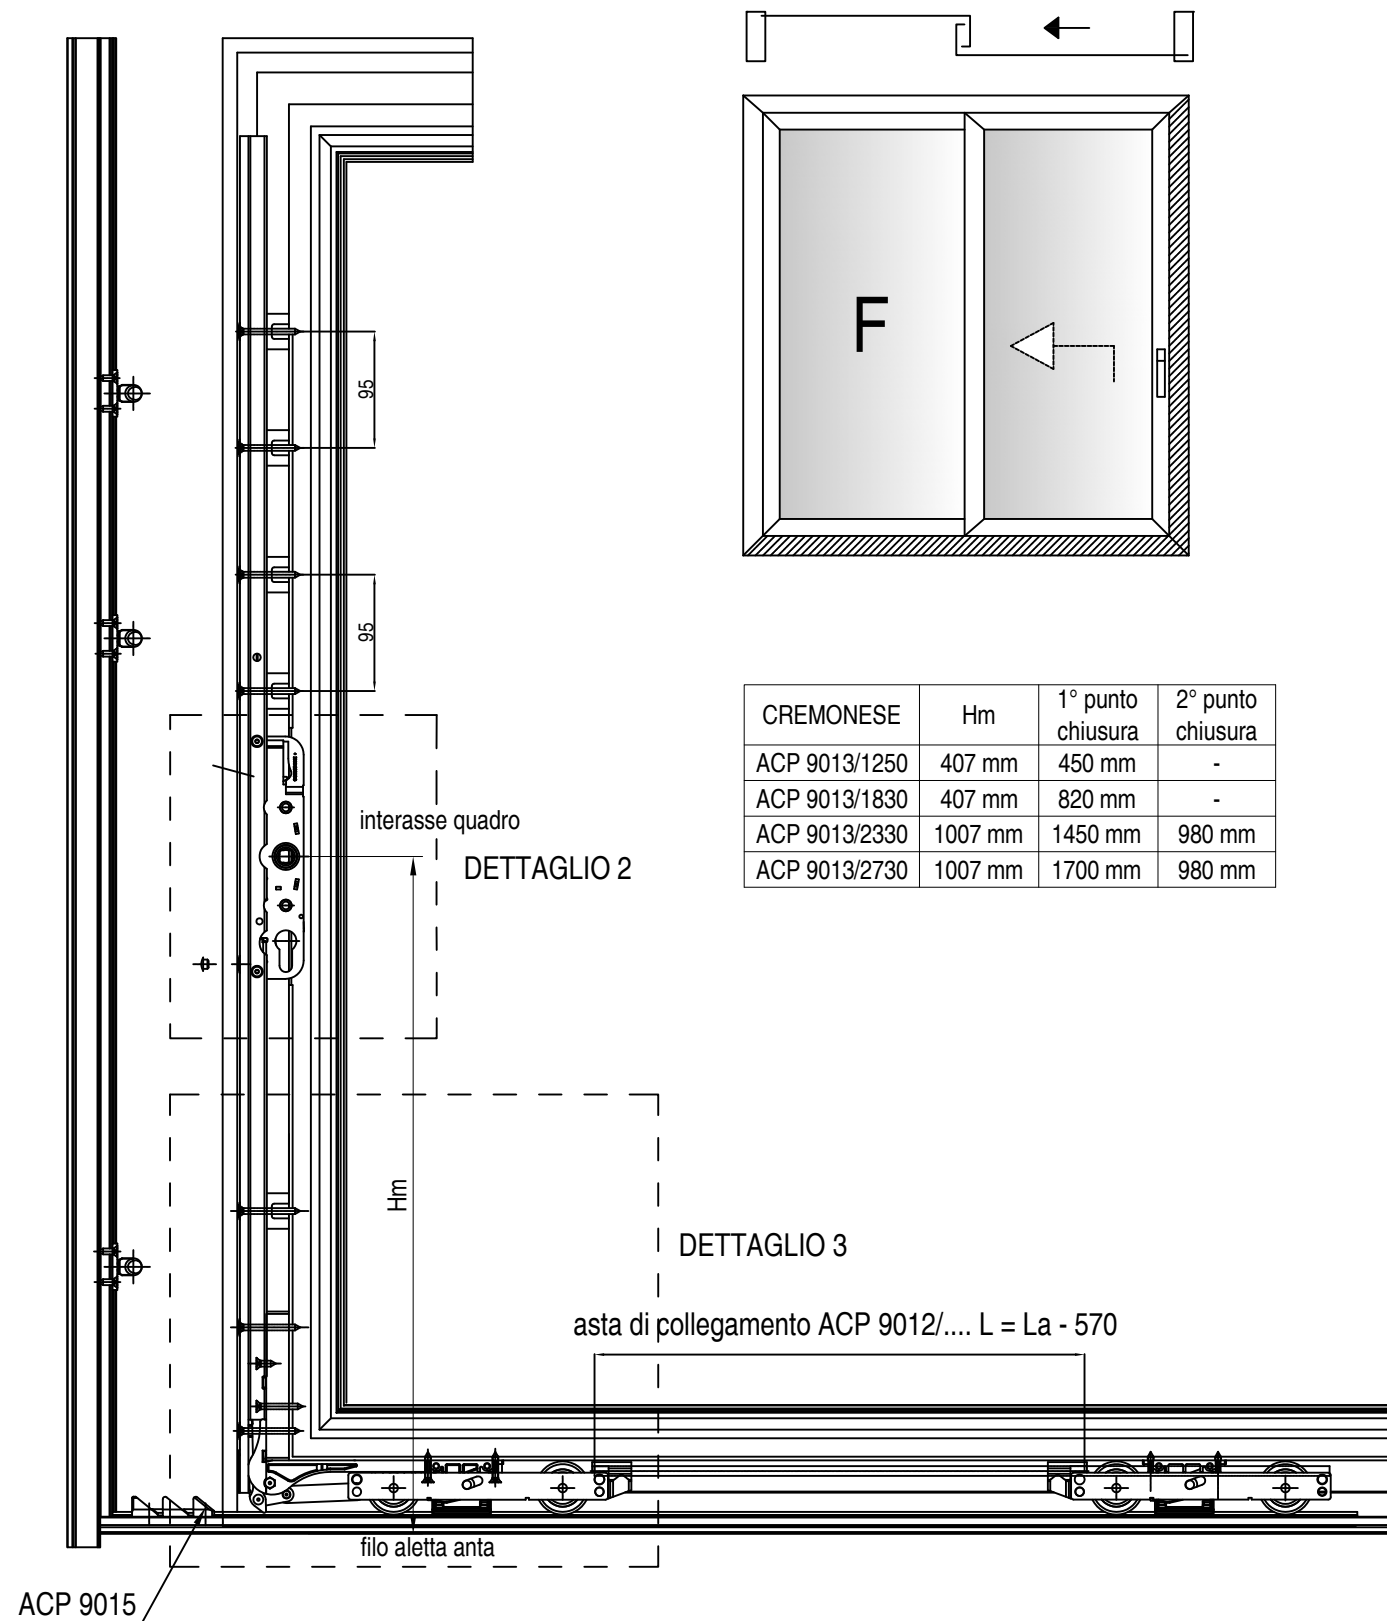 F
95
95
CREMONESE Hm 1° punto chiusura 2° punto chiusura
ACP 9013/1250 407 mm 450 mm -
ACP 9013/1830 407 mm 820 mm -
ACP 9013/2330 1007 mm 1450 mm 980 mm
ACP 9013/2730 1007 mm 1700 mm 980 mm
interasse quadro
DETTAGLIO 2
Hm
DETTAGLIO 3
asta di collegamento ACP 9012/.... L = La - 570
filo aletta anta
ACP 9015